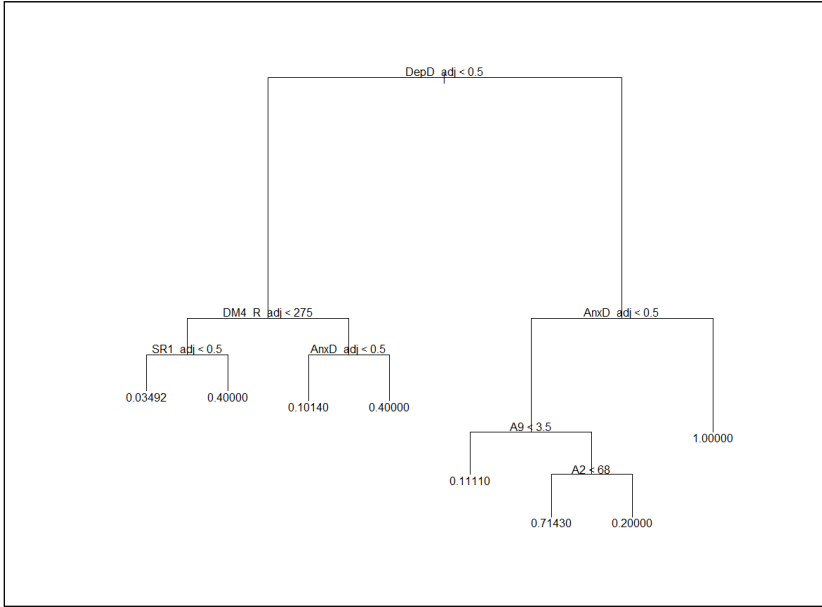 DepD_adj < 0.5
DM4_R_adj < 275
AnxD_adj < 0.5
SR1_adj < 0.5
AnxD_adj < 0.5
0.03492
0.40000
0.10140
0.40000
A9 < 3.5
1.00000
A2 < 68
0.11110
0.71430
0.20000